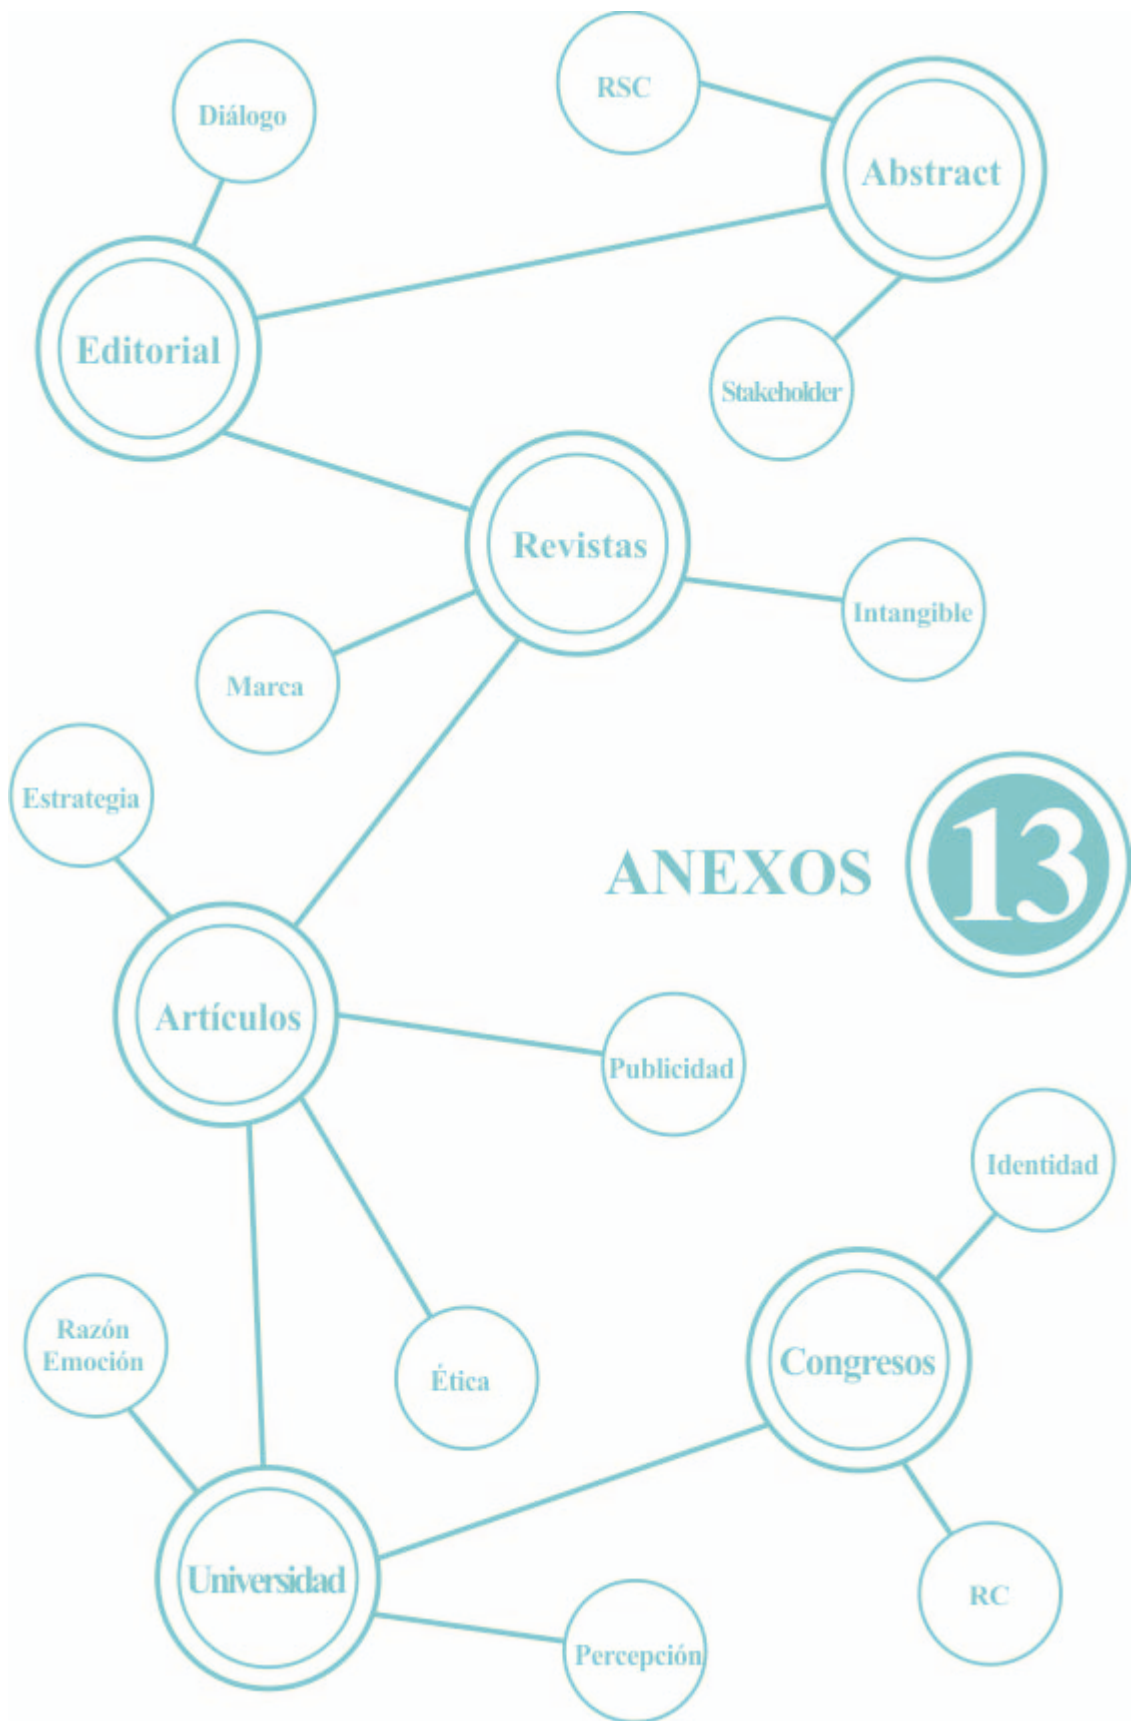 RSC
Diálogo
Abstract
Editorial
Stakeholder
Revistas
Intangible
Marca
Estrategia
ANEXOS 13
Artículos
Publicidad
Identidad
Razón
Emoción
Ética
Congresos
Universidad
RC
Percepción